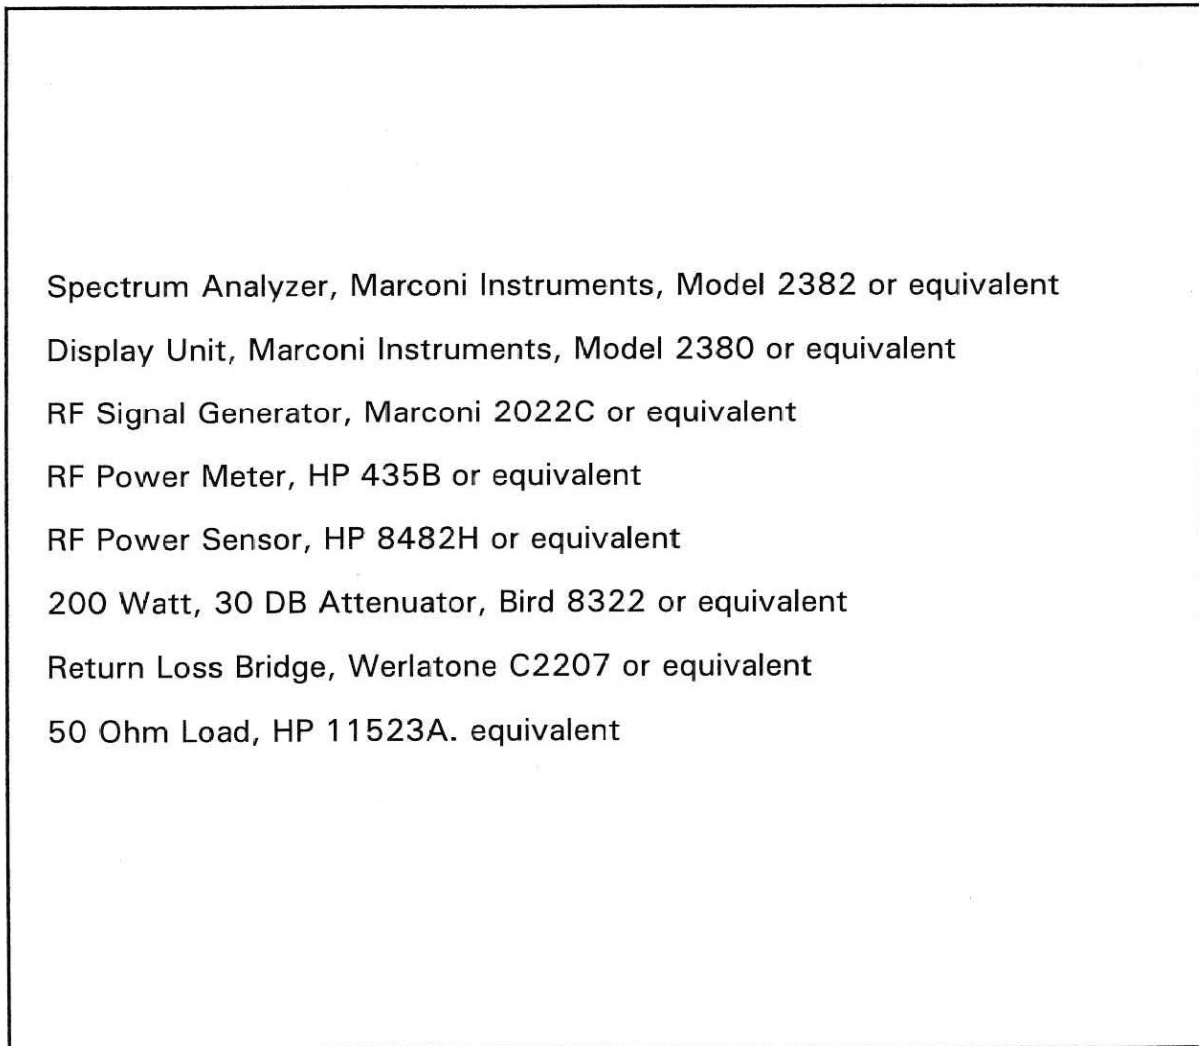 Spectrum Analyzer, Marconi Instruments, Model 2382 or equivalent
Display Unit, Marconi Instruments, Model 2380 or equivalent
RF Signal Generator, Marconi 2022C or equivalent
RF Power Meter, HP 435B or equivalent
RF Power Sensor, HP 8482H or equivalent
200 Watt, 30 DB Attenuator, Bird 8322 or equivalent
Return Loss Bridge, Werlatone C2207 or equivalent
50 Ohm Load, HP 11523A. equivalent